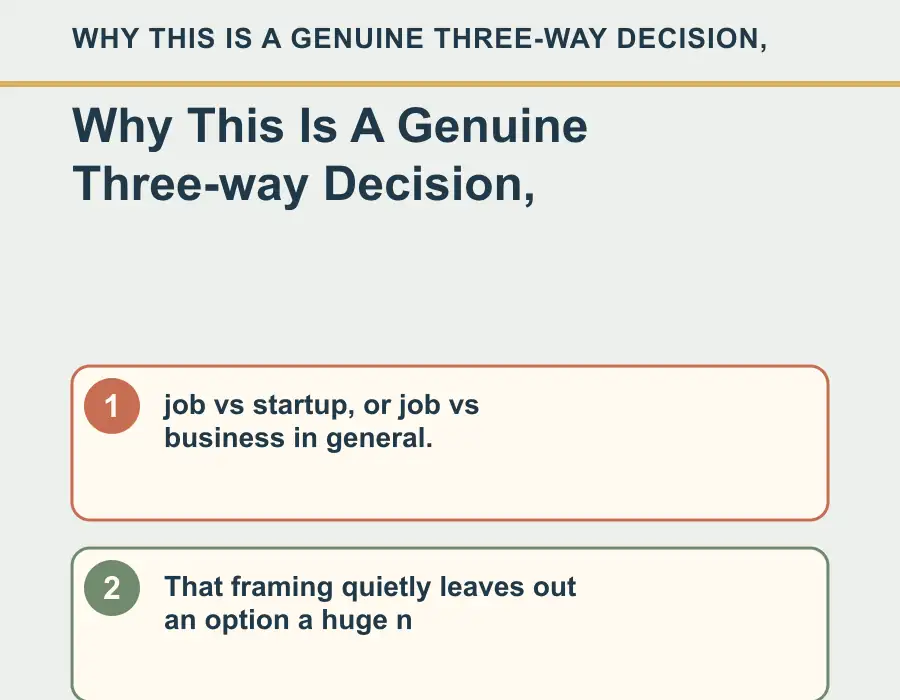 WHY THIS IS A GENUINE THREE-WAY DECISION,
Why This Is A Genuine
Three-way Decision,
1
job vs startup, or job vs
business in general.
2
That framing quietly leaves out
an option a huge n